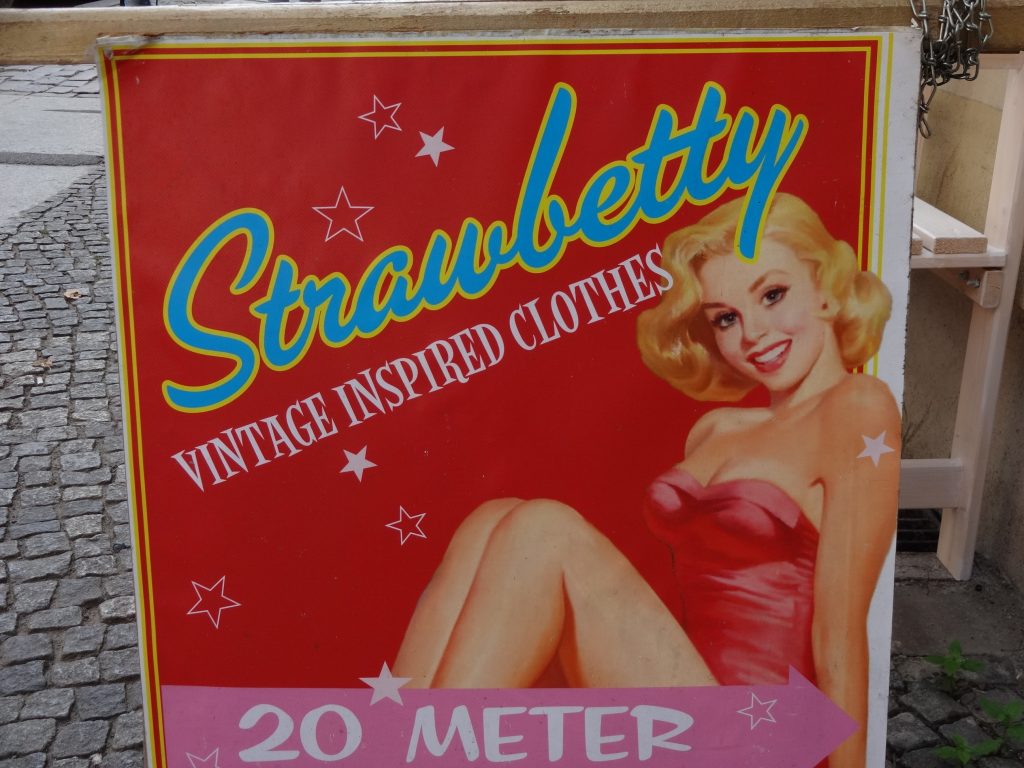 Strawbetty
VINTAGE INSPIRED CLOTHES
20 METER